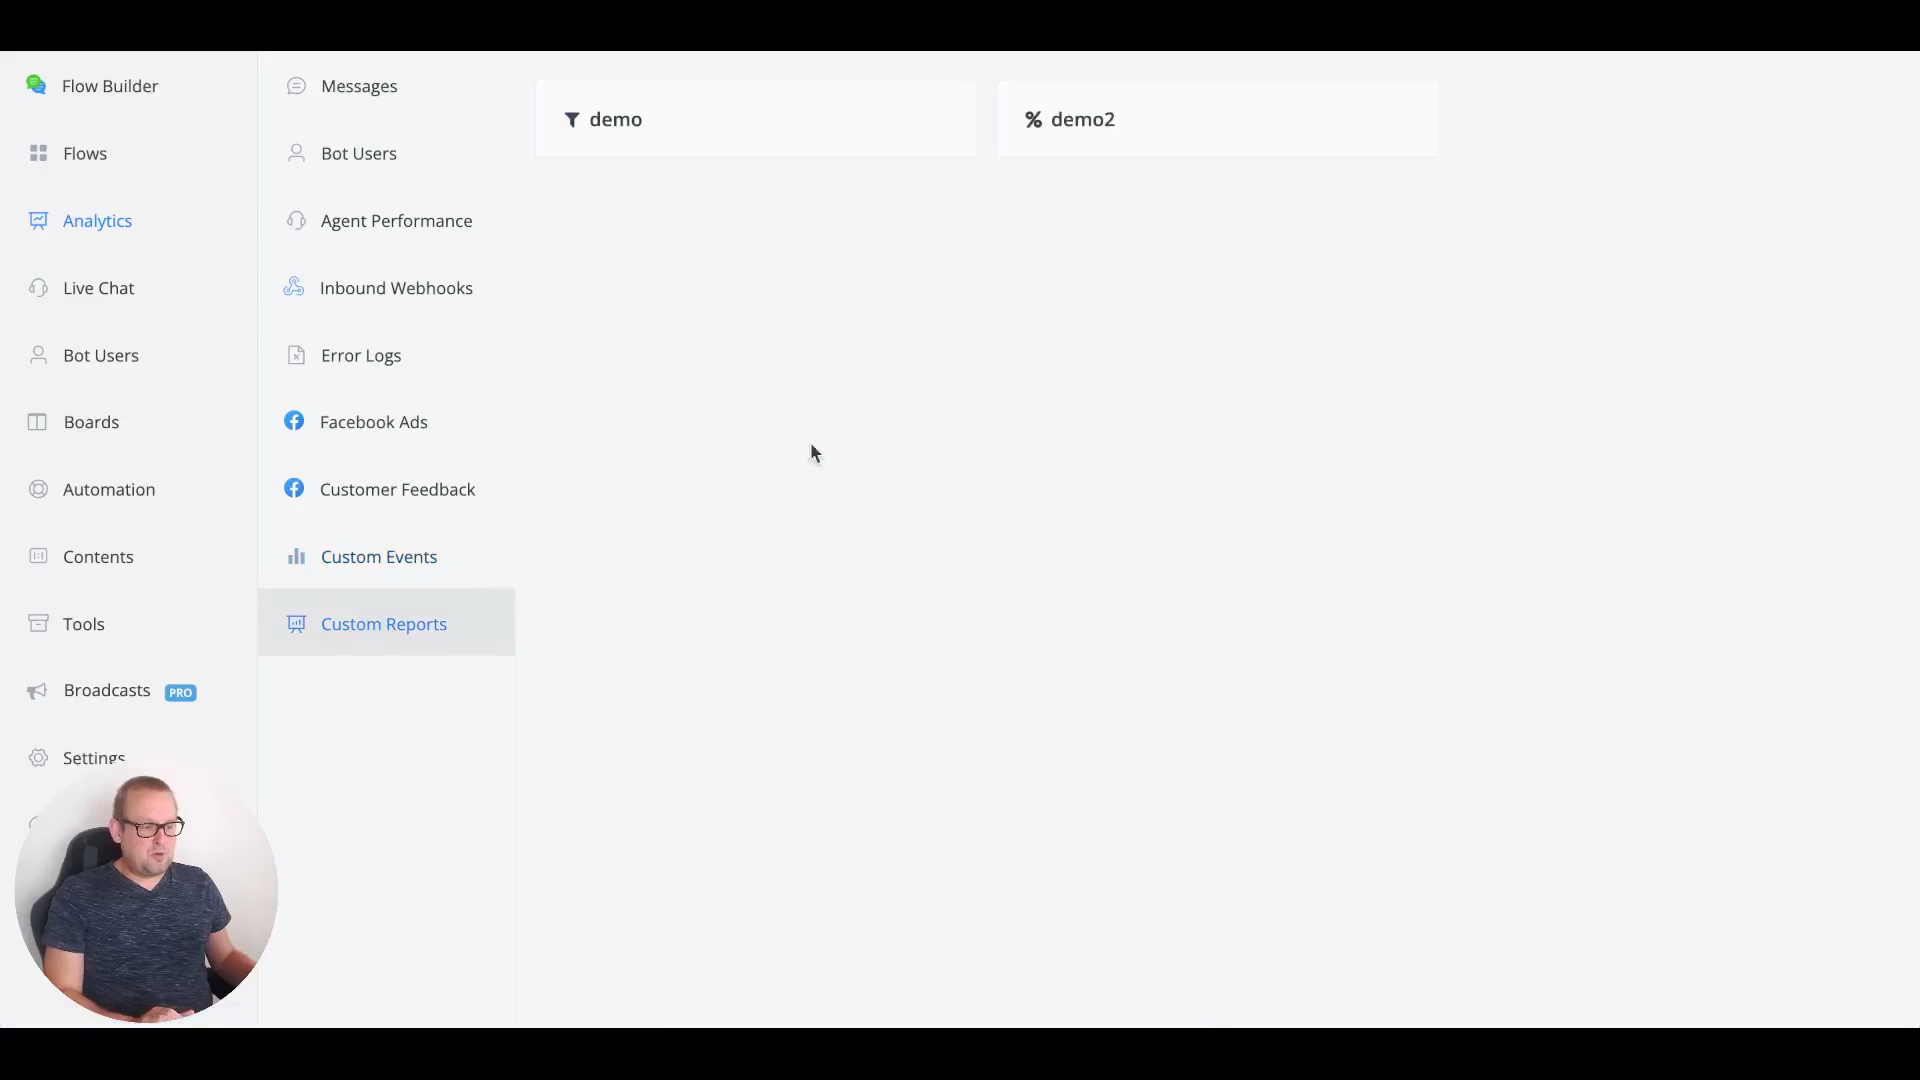 Flow Builder
Flows
Analytics
Live Chat
Bot Users
Boards
Automation
Contents
Tools
Broadcasts PRO
Settings
Messages
Bot Users
Agent Performance
Inbound Webhooks
Error Logs
Facebook Ads
Customer Feedback
Custom Events
Custom Reports
demo
% demo2